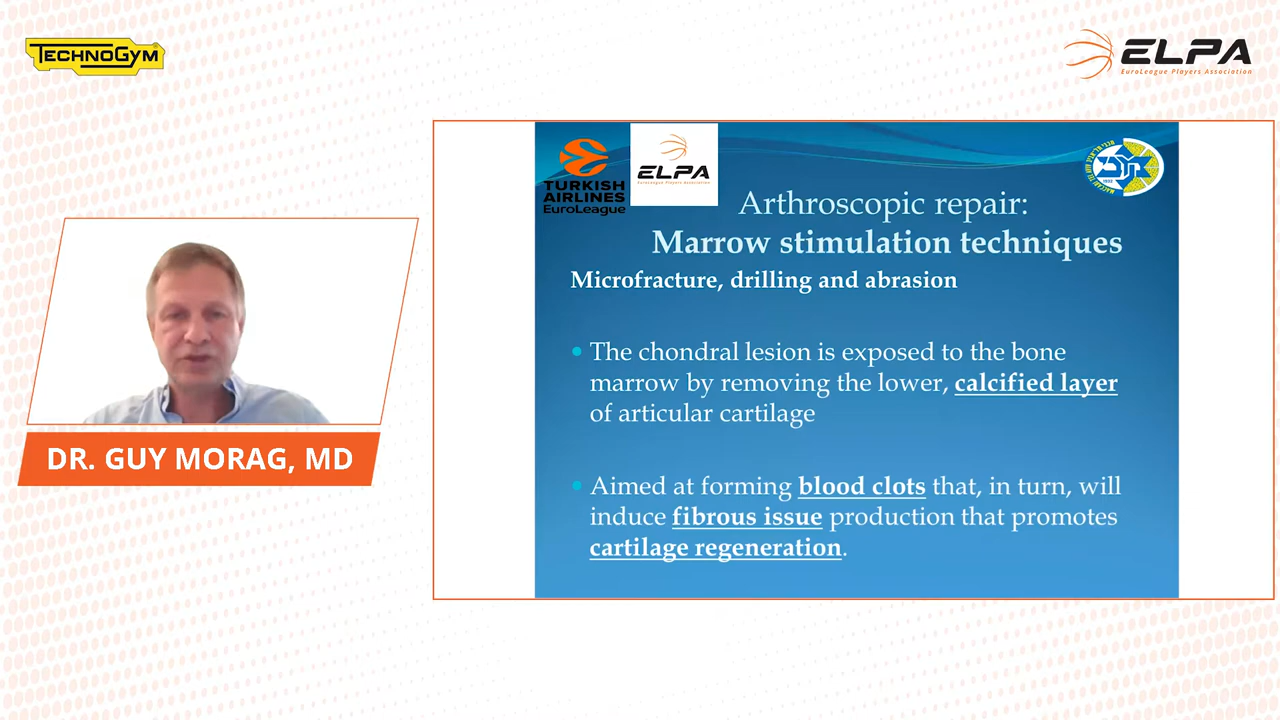 TECHNOGYM
ELPA
EuroLeague Players Association
TURKISH
AIRLINES
EuroLeague
ELPA
EuroLeague Players Association
Arthroscopic repair:
Marrow stimulation techniques
Microfracture, drilling and abrasion
• The chondral lesion is exposed to the bone
marrow by removing the lower, calcified layer
of articular cartilage
• Aimed at forming blood clots that, in turn, will
induce fibrous issue production that promotes
cartilage regeneration.
DR. GUY MORAG, MD